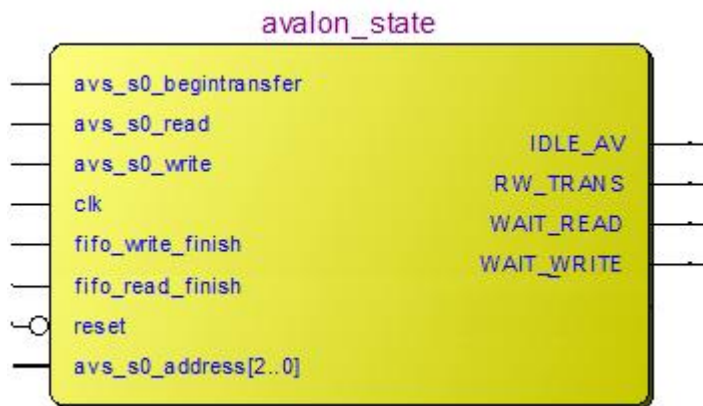 avalon_state
avs_s0_begintransfer
avs_s0_read
avs_s0_write
clk
fifo_write_finish
fifo_read_finish
reset
avs_s0_address[2..0]
IDLE_AV
RW_TRANS
WAIT_READ
WAIT_WRITE